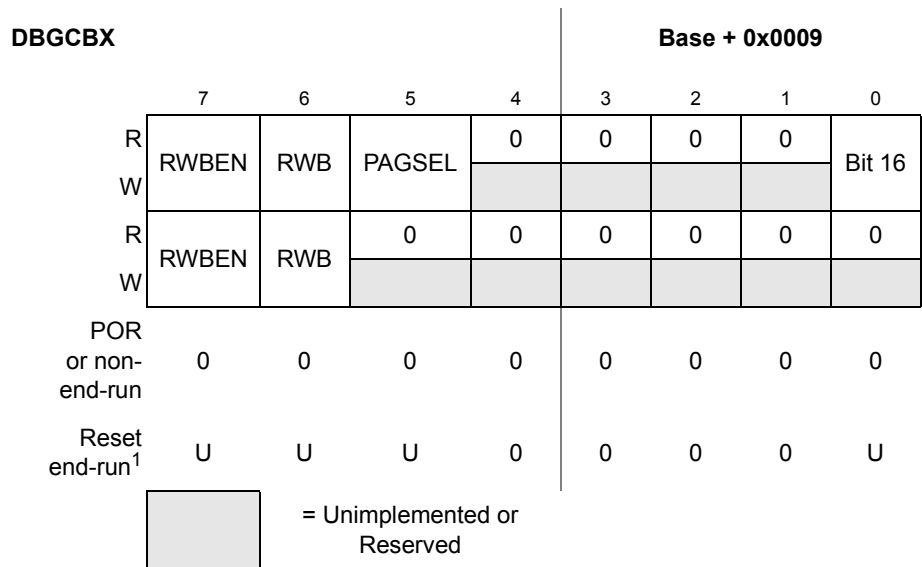 DBGCBX Base + 0x0009
7 6 5 4 3 2 1 0
R RWBEN RWB PAGSEL 0 0 0 0 Bit 16
W
R RWBEN RWB 0 0 0 0 0 0
W
POR
or non- 0 0 0 0 0 0 0 0
end-run
Reset
end-run1 U U U 0 0 0 0 U
= Unimplemented or
Reserved